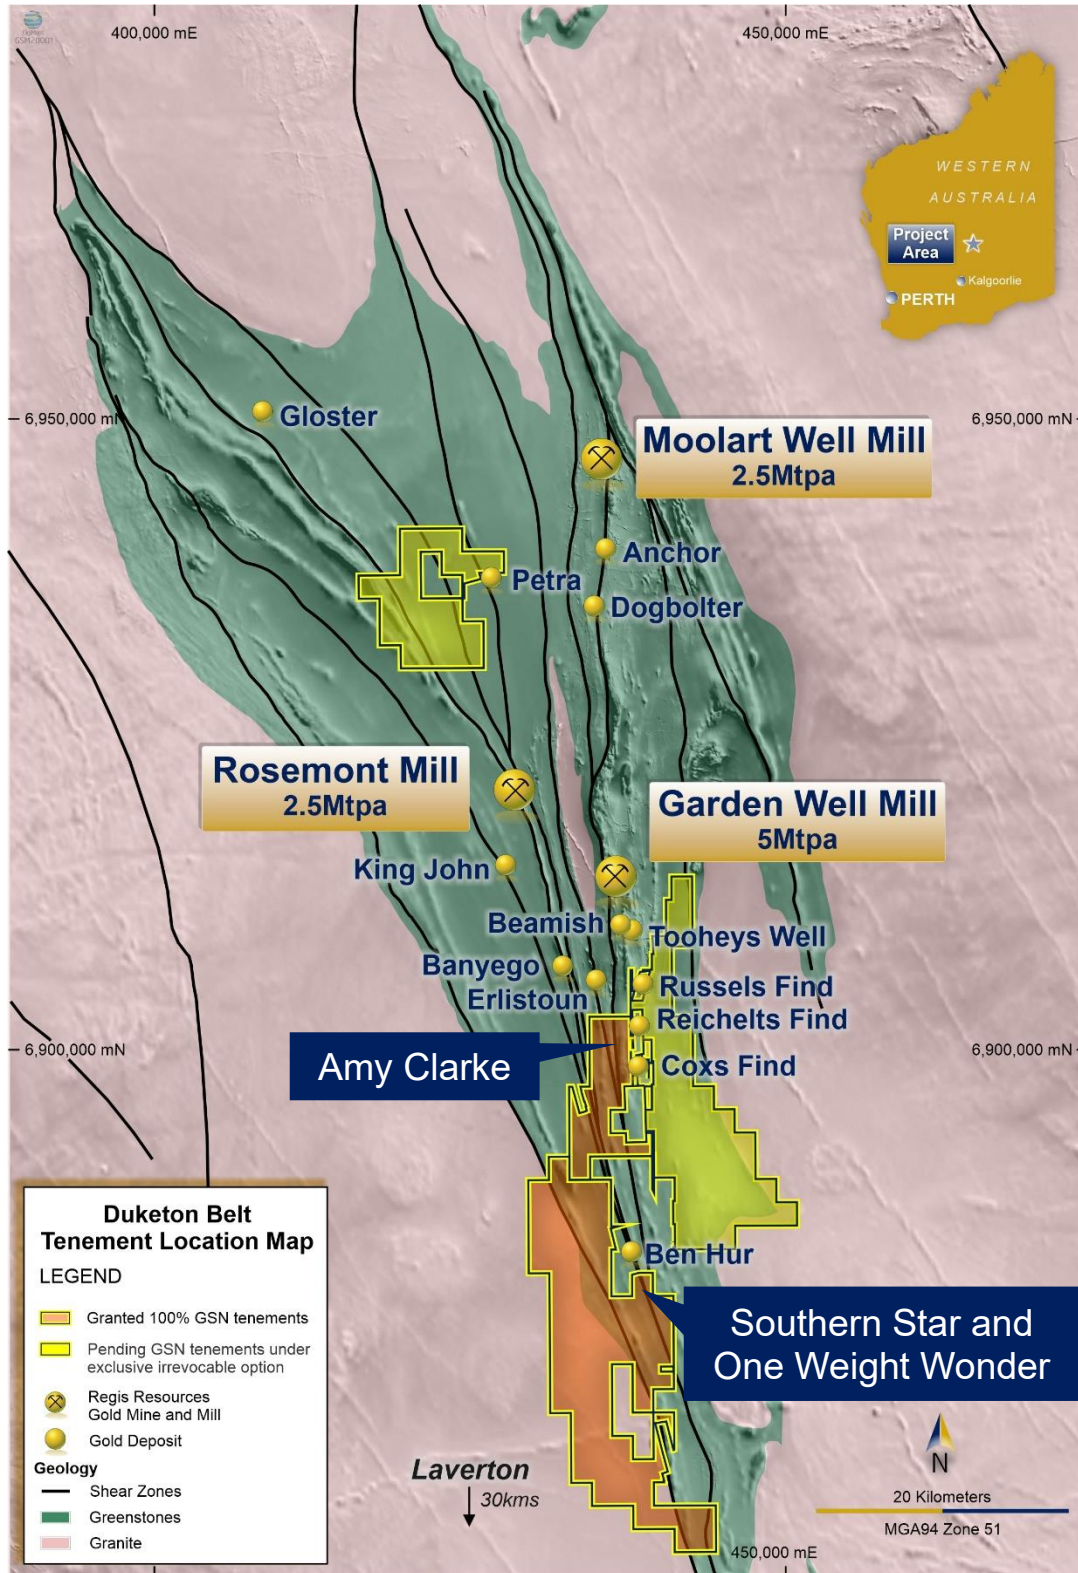 400,000 mE
450,000 mE
WESTERN
AUSTRALIA
Project
Area
Kalgoorlie
PERTH
6,950,000 mN
6,950,000 mN
Gloster
Moolart Well Mill
2.5Mtpa
Anchor
Petra
Dogbolter
Rosemont Mill
2.5Mtpa
Garden Well Mill
5Mtpa
King John
Beamish
Tooheys Well
Banyego
Erlistoun
Russels Find
Reichelts Find
6,900,000 mN
6,900,000 mN
Amy Clarke
Coxs Find
Ben Hur
Southern Star and
One Weight Wonder
Duketon Belt
Tenement Location Map
LEGEND
Granted 100% GSN tenements
Pending GSN tenements under
exclusive irrevocable option
Regis Resources
Gold Mine and Mill
Gold Deposit
Geology
Shear Zones
Greenstones
Granite
Laverton
30kms
N
20 Kilometers
MGA94 Zone 51
450,000 mE